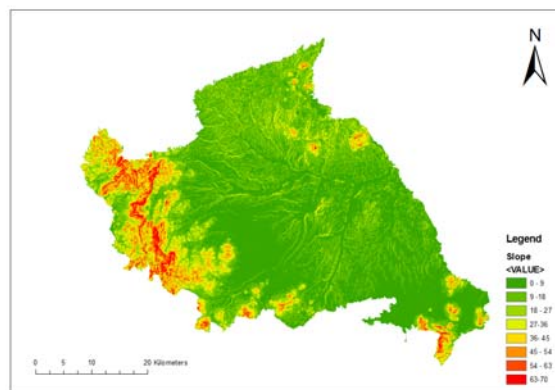 N
Legend
Slope
<VALUE>
0 - 9
9 - 18
18 - 27
27-36
36- 45
45 - 54
54 - 63
63-70
0 5 10 20 Kilometers